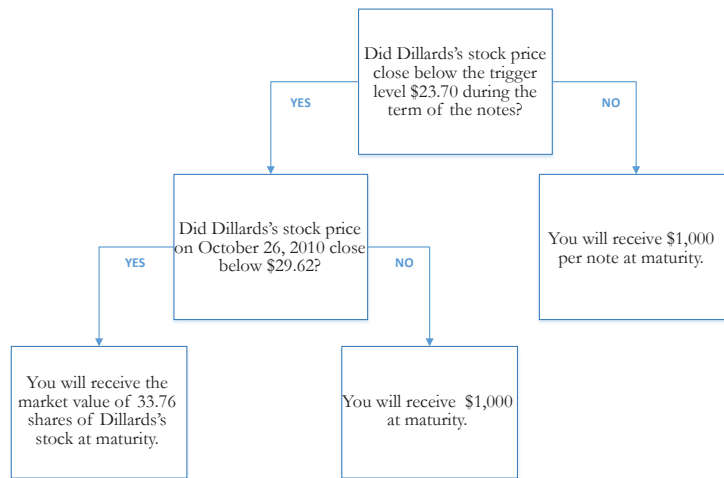 Did Dillards's stock price
close below the trigger
level $23.70 during the
term of the notes?
YES
NO
Did Dillards's stock price
on October 26, 2010 close
below $29.62?
You will receive $1,000
per note at maturity.
YES
NO
You will receive the
market value of 33.76
shares of Dillards's
stock at maturity.
You will receive $1,000
at maturity.